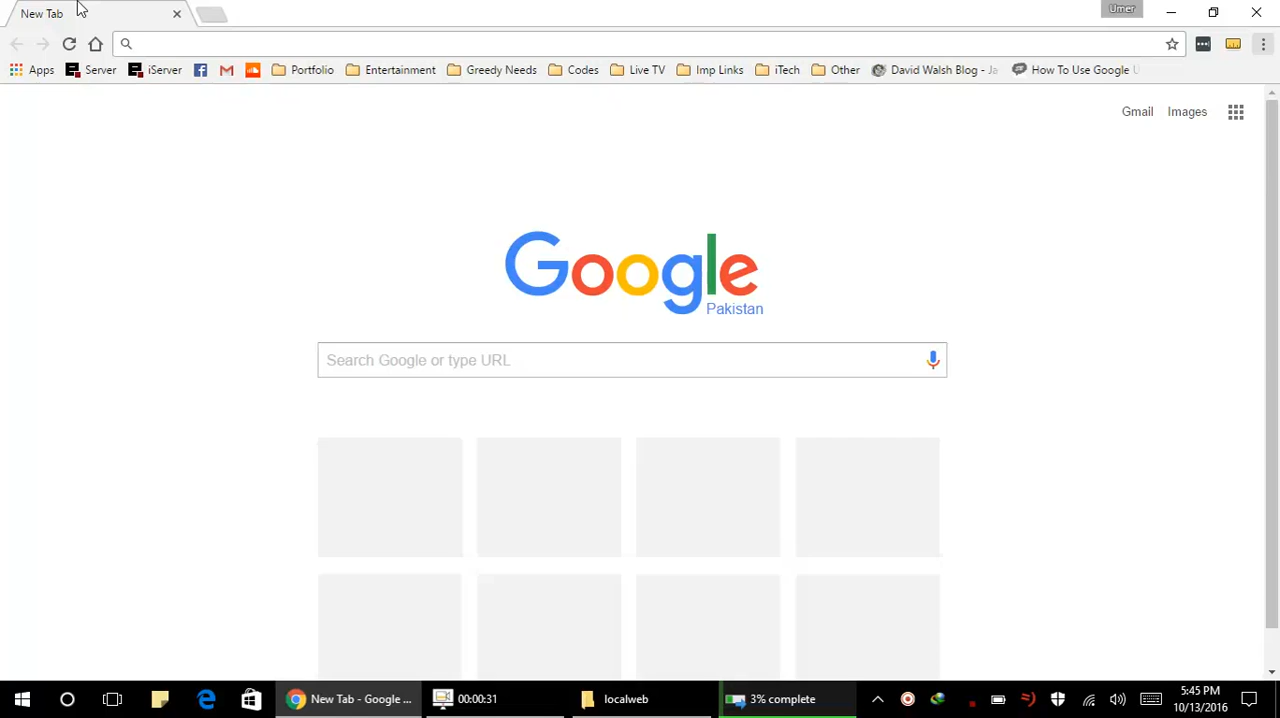 New Tab
Umer
Apps Server iServer Portfolio Entertainment Greedy Needs Codes Live TV Imp Links iTech Other David Walsh Blog - Ja How To Use Google U
Gmail Images
Google
Pakistan
Search Google or type URL
New Tab - Google ... 00:00:31 localweb 3% complete
5:45 PM
10/13/2016